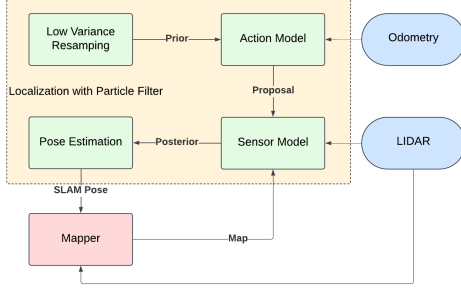 Low Variance
Resamping
Prior
Action Model
Odometry
Proposal
Localization with Particle Filter
Pose Estimation
Posterior
Sensor Model
LIDAR
SLAM Pose
Mapper
Map